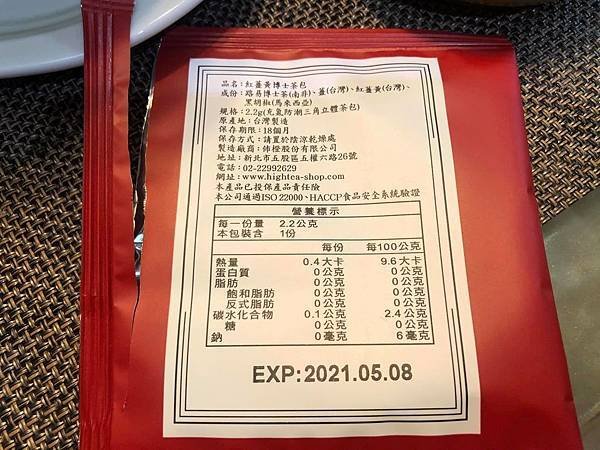 品名：紅薑黃博士茶包
成份：路易博士茶(南非)、薑(台灣)、紅薑黃(台灣)、
黑胡椒(馬來西亞)
規格：2.2g(充氮防潮三角立體茶包)
原產地：台灣製造
保存期限：18個月
保存方式：請置於陰涼乾燥處
製造廠商：伂橙股份有限公司
地址：新北市五股區五權六路26號
電話：02-22992629
網址：www.hightea-shop.com
本產品已投保產品責任險
本公司通過ISO 22000、HACCP食品安全系統驗證
營養標示
每一份量 2.2公克
本包裝含 1份
每份 每100公克
熱量 0.4大卡 9.6大卡
蛋白質 0公克 0公克
脂肪 0公克 0公克
飽和脂肪 0公克 0公克
反式脂肪 0公克 0公克
碳水化合物 0.1公克 2.4公克
糖 0公克 0公克
鈉 0毫克 6毫克
EXP:2021.05.08